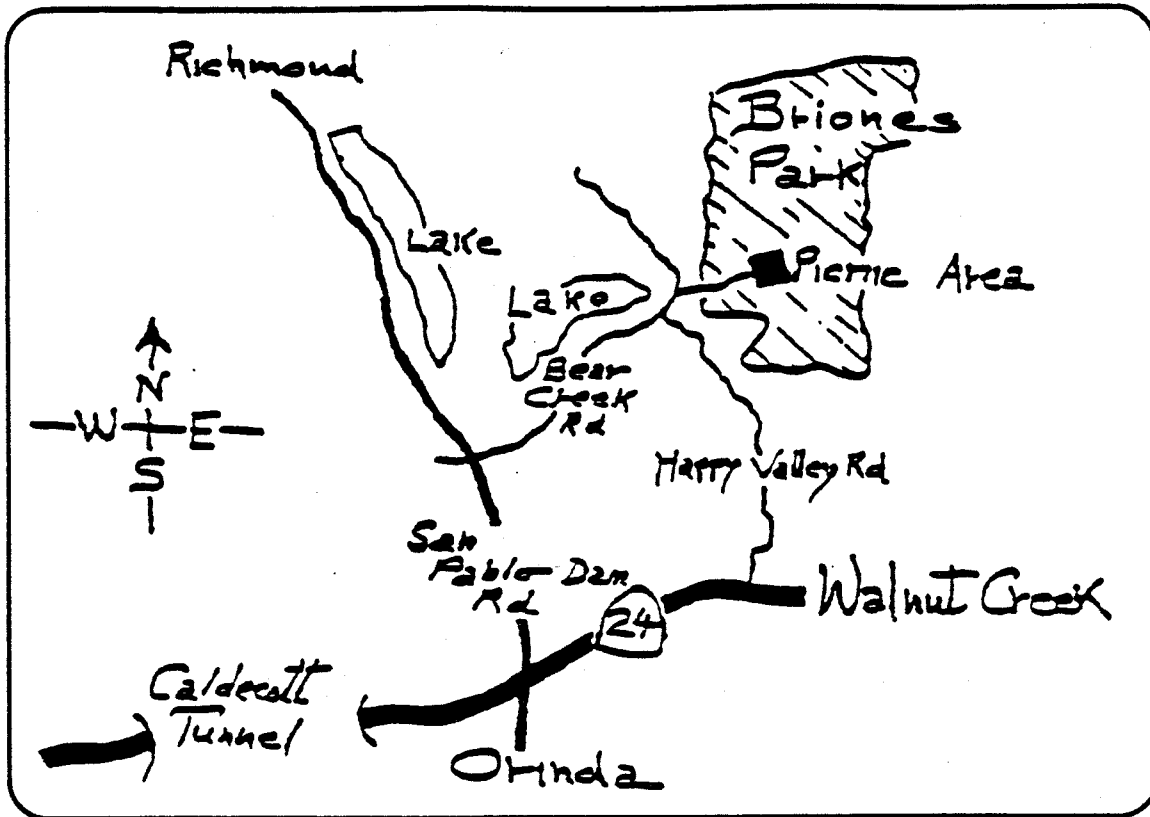 Richmond
Briones
Park
Lake
Picnic Area
Lake
Bear
Creek
Rd
N
W E
S
Happy Valley Rd
San
Pablo Dam
Rd
24
Walnut Creek
Caldecott
Tunnel
Orinda